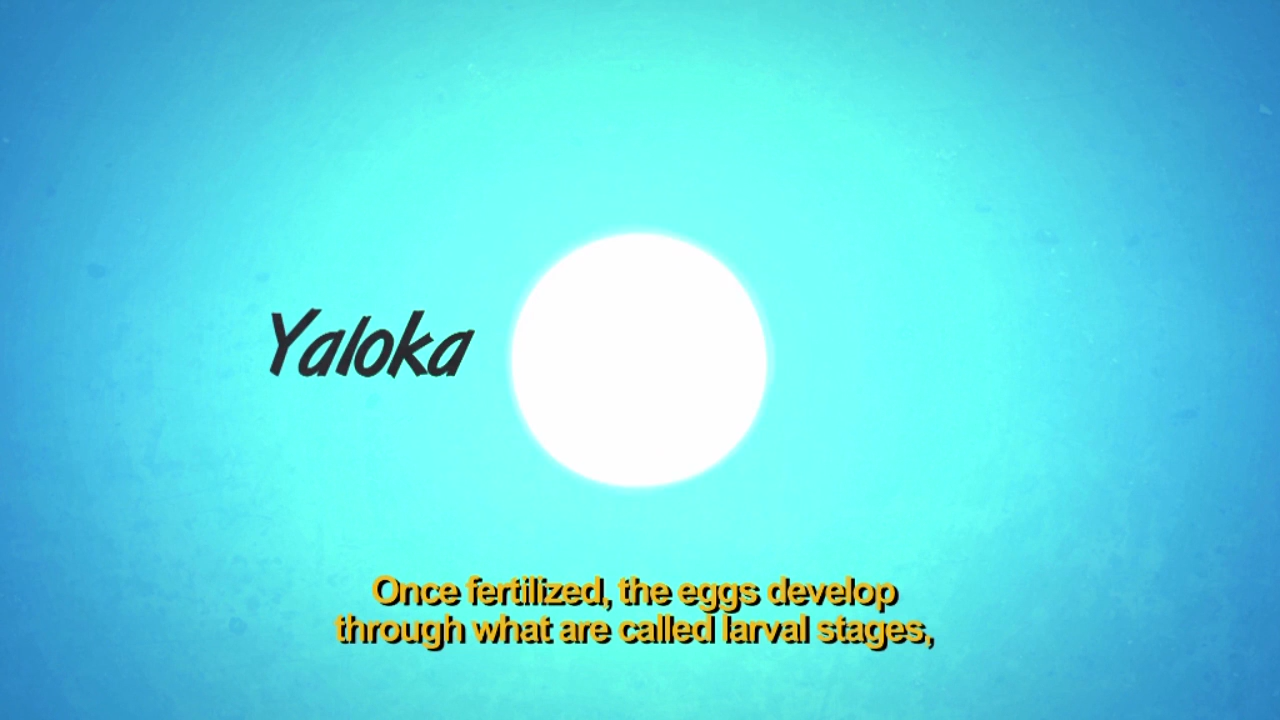 Yaloka
Once fertilized, the eggs develop
through what are called larval stages,